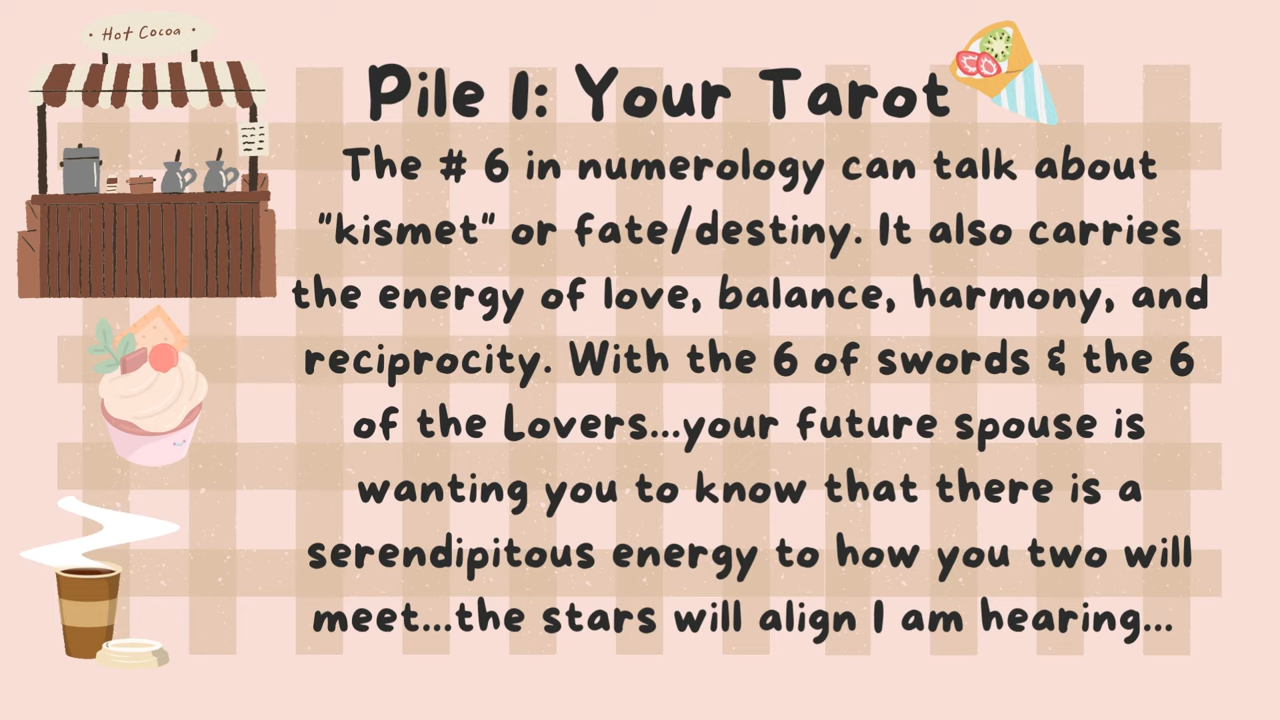 · Hot Cocoa ·
Pile 1: Your Tarot
The # 6 in numerology can talk about
"kismet" or fate/destiny. It also carries
the energy of love, balance, harmony, and
reciprocity. With the 6 of swords & the 6
of the Lovers...your future spouse is
wanting you to know that there is a
serendipitous energy to how you two will
meet...the stars will align I am hearing...